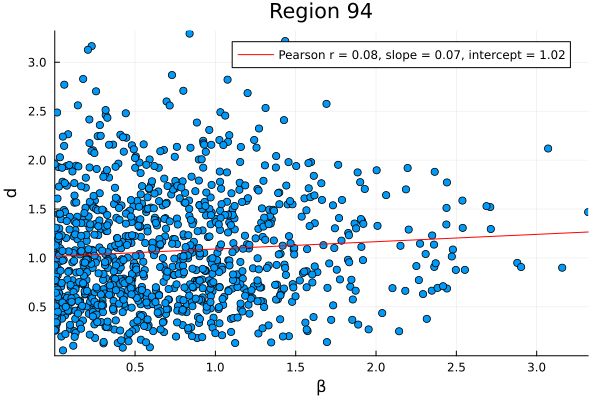 Region 94
Pearson r = 0.08, slope = 0.07, intercept = 1.02
d
3.0
2.5
2.0
1.5
1.0
0.5
0.5 1.0 1.5 2.0 2.5 3.0
β